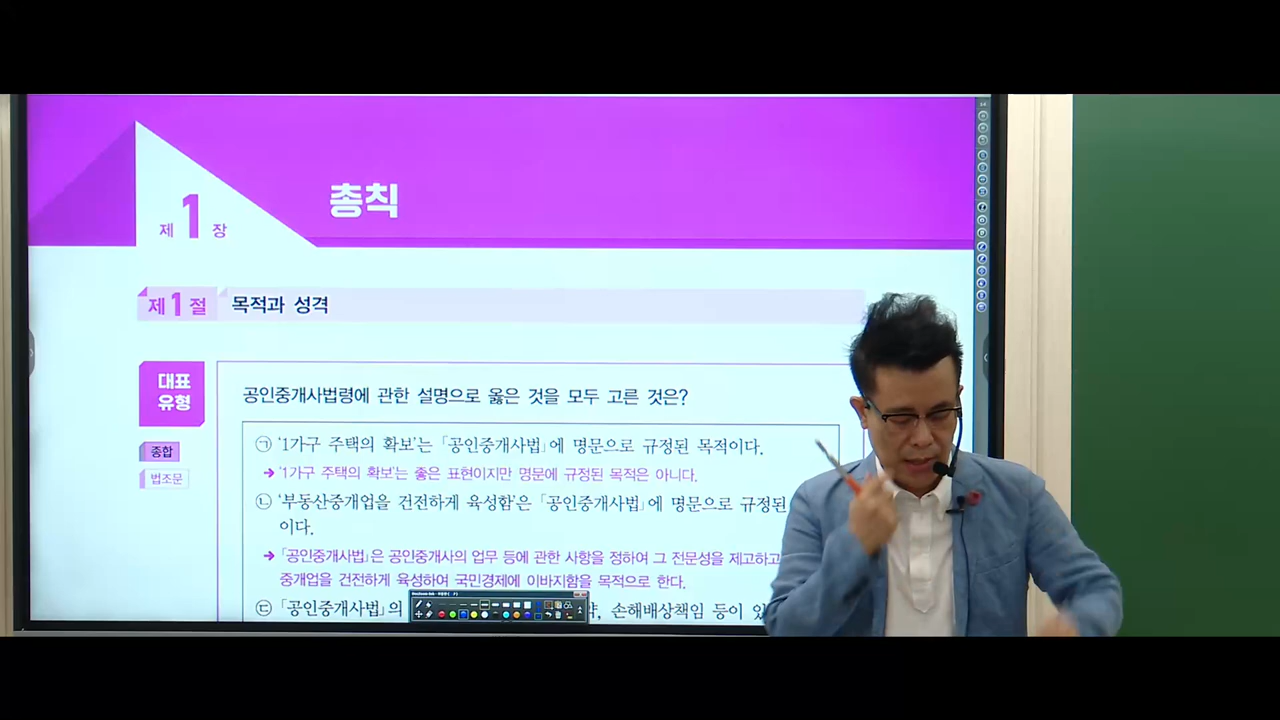 제1장
총칙
제1절 목적과 성격
대표
유형
종합
법조문
공인중개사법령에 관한 설명으로 옳은 것을 모두 고른 것은?
㉠ '1가구 주택의 확보'는 「공인중개사법」에 명문으로 규정된 목적이다.
➔ '1가구 주택의 확보'는 좋은 표현이지만 명문에 규정된 목적은 아니다.
㉡ '부동산중개업을 건전하게 육성함'은 「공인중개사법」에 명문으로 규정된
이다.
➔ 「공인중개사법」은 공인중개사의 업무 등에 관한 사항을 정하여 그 전문성을 제고하고
중개업을 건전하게 육성하여 국민경제에 이바지함을 목적으로 한다.
㉢ 「공인중개사법」의 약, 손해배상책임 등이 있